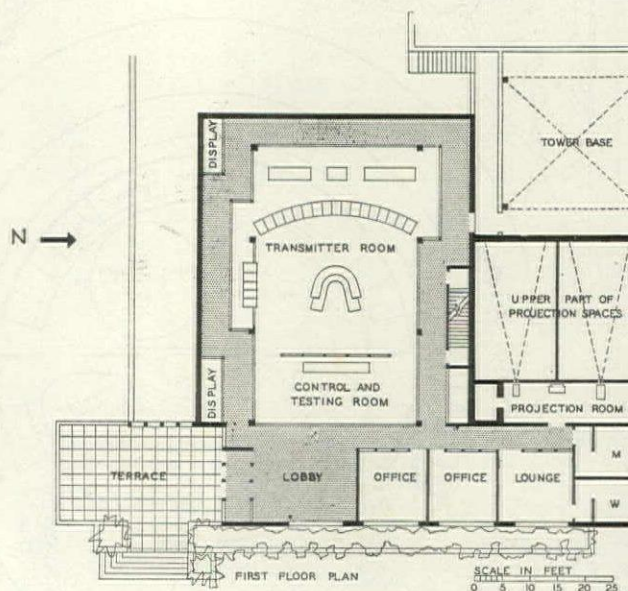 DISPLAY
TOWER BASE
N
TRANSMITTER ROOM
UPPER PART OF
PROJECTION SPACES
DISPLAY
CONTROL AND
TESTING ROOM
PROJECTION ROOM
TERRACE
LOBBY
OFFICE
OFFICE
LOUNGE
M
W
FIRST FLOOR PLAN
SCALE IN FEET
0 5 10 15 20 25